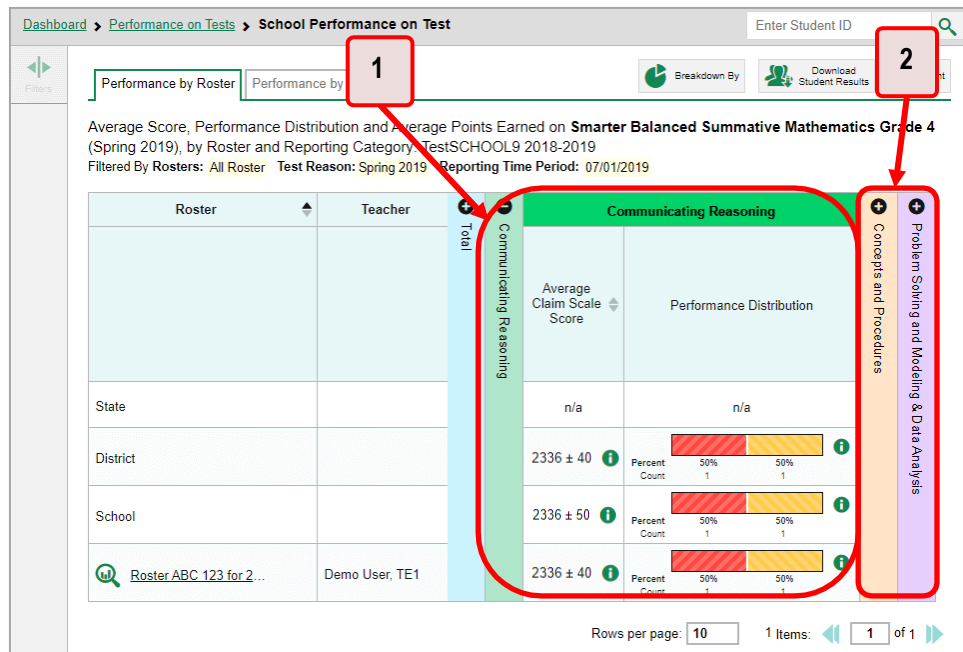 Dashboard > Performance on Tests > School Performance on Test
Enter Student ID
Filters
Performance by Roster
Performance by
1
Breakdown By
Download
Student Results
2
nt
Average Score, Performance Distribution and Average Points Earned on Smarter Balanced Summative Mathematics Grade 4
(Spring 2019), by Roster and Reporting Category: TestSCHOOL9 2018-2019
Filtered By Rosters: All Roster Test Reason: Spring 2019 Reporting Time Period: 07/01/2019
Roster
Teacher
Total
Communicating Reasoning
Communicating Reasoning
Average
Claim Scale
Score
Performance Distribution
Concepts and Procedures
Problem Solving and Modeling & Data Analysis
State
n/a
n/a
District
2336 ± 40
Percent 50% 50%
Count 1 1
School
2336 ± 50
Percent 50% 50%
Count 1 1
Roster ABC 123 for 2...
Demo User, TE1
2336 ± 40
Percent 50% 50%
Count 1 1
Rows per page: 10 1 Items: 1 of 1